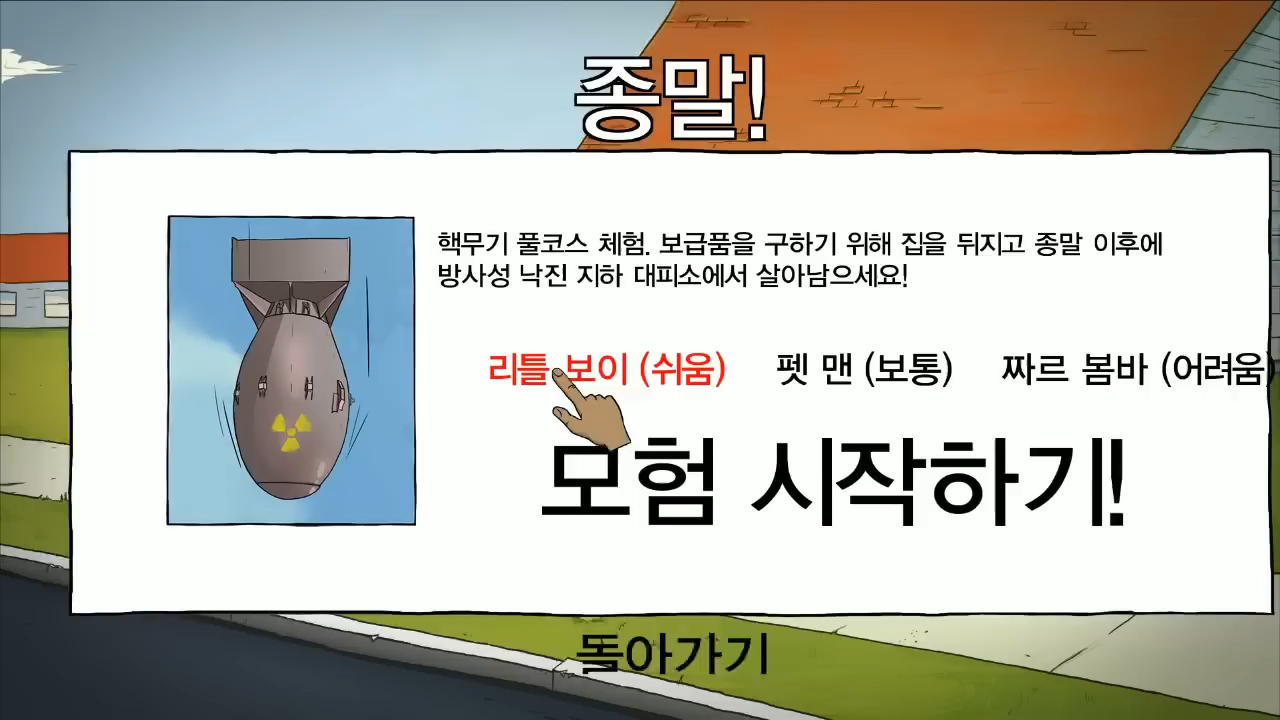 종말!
핵무기 풀코스 체험. 보급품을 구하기 위해 집을 뒤지고 종말 이후에
방사성 낙진 지하 대피소에서 살아남으세요!
리틀 보이 (쉬움) 펫 맨 (보통) 짜르 봄바 (어려움)
모험 시작하기!
돌아가기